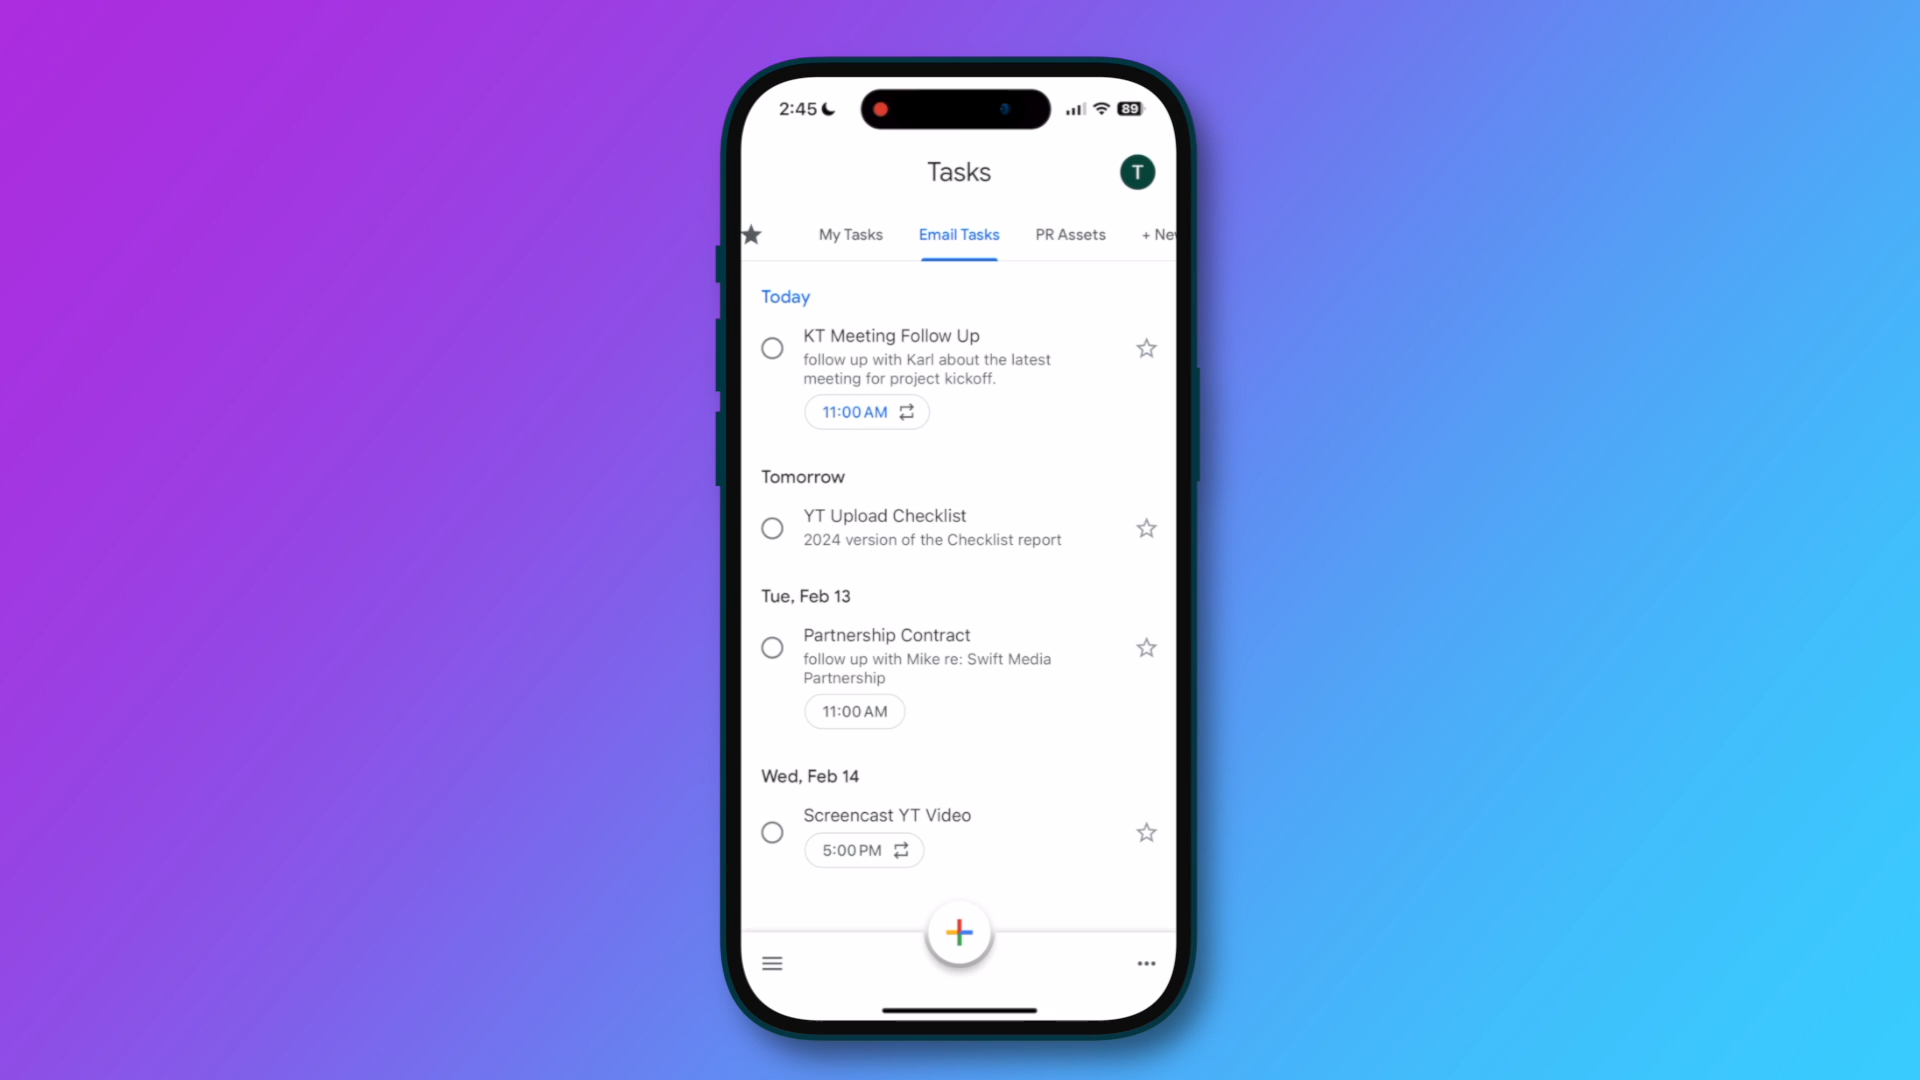 2:45
89
Tasks
T
My Tasks
Email Tasks
PR Assets
+ New
Today
KT Meeting Follow Up
follow up with Karl about the latest
meeting for project kickoff.
11:00 AM
Tomorrow
YT Upload Checklist
2024 version of the Checklist report
Tue, Feb 13
Partnership Contract
follow up with Mike re: Swift Media
Partnership
11:00 AM
Wed, Feb 14
Screencast YT Video
5:00 PM